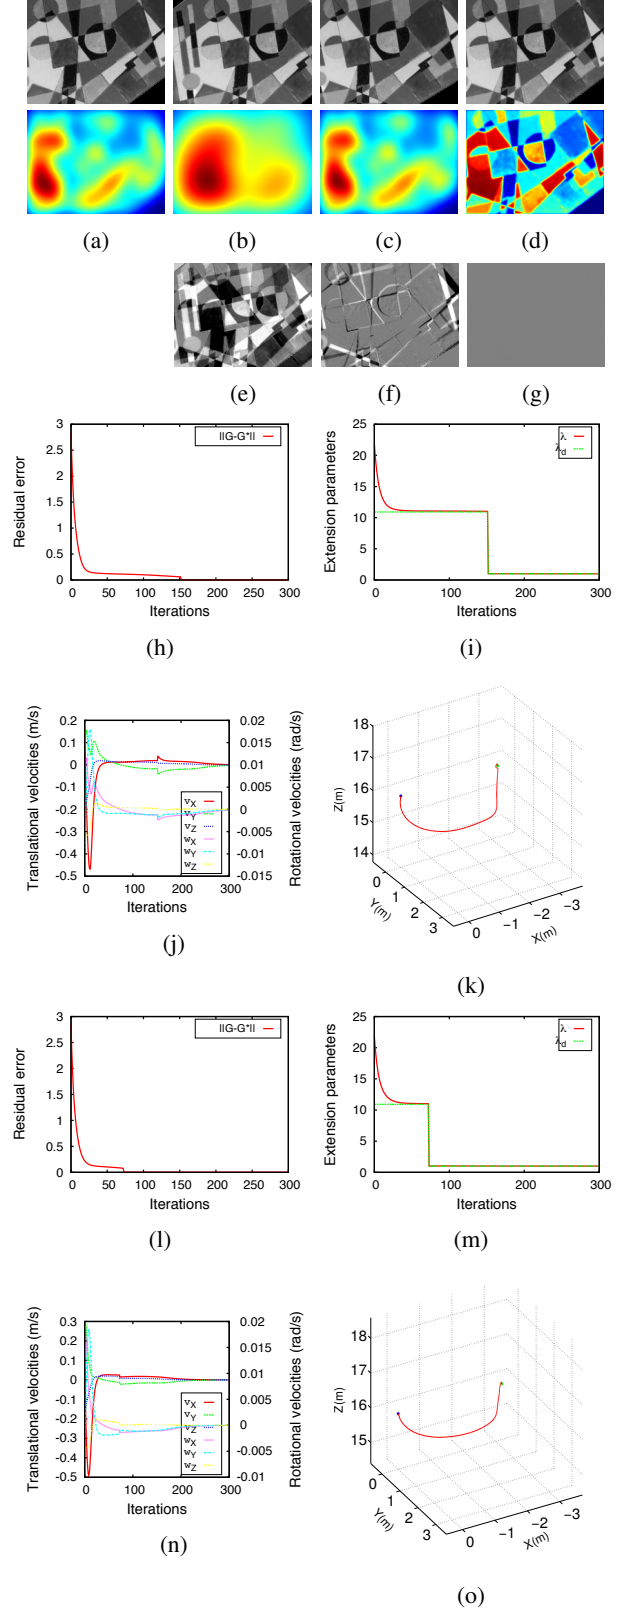 (a) (b) (c) (d)
(e) (f) (g)
3
2.5
2
1.5
1
0.5
0
Residual error
||G-G*||
0 50 100 150 200 250 300
Iterations
(h)
25
20
15
10
5
0
Extension parameters
λ
λd
0 100 200 300
Iterations
(i)
0.2
0.1
0
-0.1
-0.2
-0.3
-0.4
-0.5
Translational velocities (m/s)
0.02
0.015
0.01
0.005
0
-0.005
-0.01
-0.015
Rotational velocities (rad/s)
vX
vY
vZ
wX
wY
wZ
0 100 200 300
Iterations
(j)
18
17
16
15
14
Z(m)
0
1
2
3
Y(m)
0 −1 −2 −3
X(m)
(k)
3
2.5
2
1.5
1
0.5
0
Residual error
||G-G*||
0 50 100 150 200 250 300
Iterations
(l)
25
20
15
10
5
0
Extension parameters
λ
λd
0 100 200 300
Iterations
(m)
0.3
0.2
0.1
0
-0.1
-0.2
-0.3
-0.4
-0.5
Translational velocities (m/s)
0.02
0.015
0.01
0.005
0
-0.005
-0.01
Rotational velocities (rad/s)
vX
vY
vZ
wX
wY
wZ
0 100 200 300
Iterations
(n)
18
17
16
15
Z(m)
0
1
2
3
Y(m)
0 −1 −2 −3
X(m)
(o)